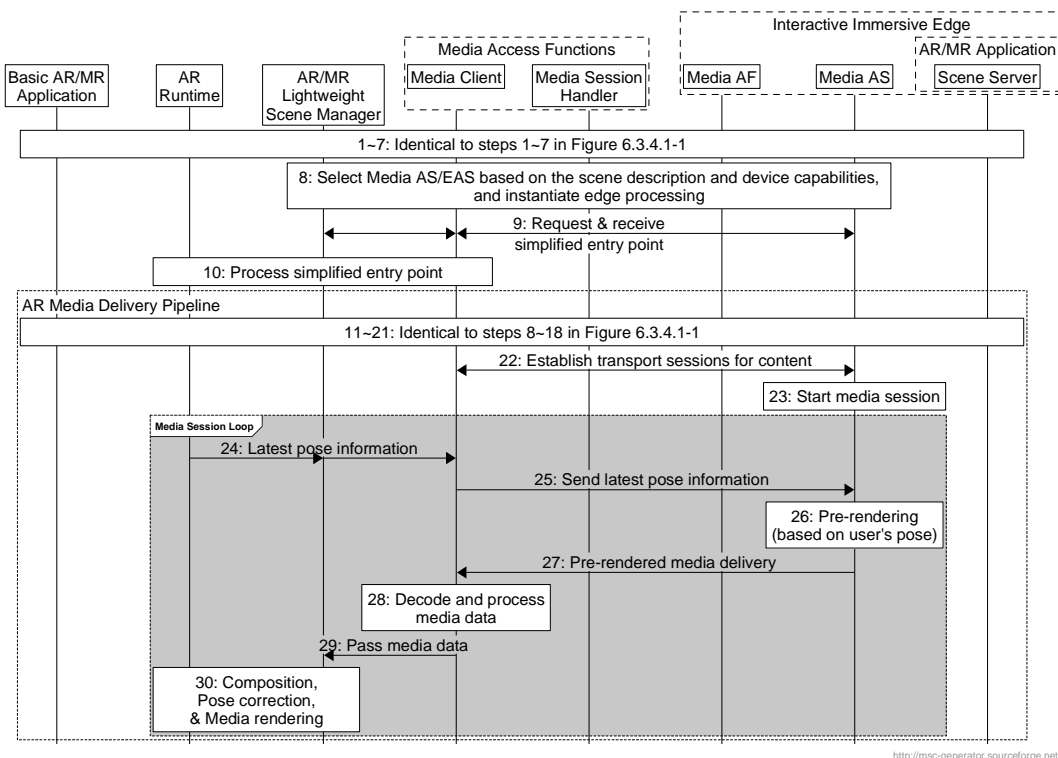 Interactive Immersive Edge
Media Access Functions
AR/MR Application
Basic AR/MR
Application
AR
Runtime
AR/MR
Lightweight
Scene Manager
Media Client
Media Session
Handler
Media AF
Media AS
Scene Server
1~7: Identical to steps 1~7 in Figure 6.3.4.1-1
8: Select Media AS/EAS based on the scene description and device capabilities,
and instantiate edge processing
9: Request & receive
simplified entry point
10: Process simplified entry point
AR Media Delivery Pipeline
11~21: Identical to steps 8~18 in Figure 6.3.4.1-1
22: Establish transport sessions for content
23: Start media session
Media Session Loop
24: Latest pose information
25: Send latest pose information
26: Pre-rendering
(based on user's pose)
27: Pre-rendered media delivery
28: Decode and process
media data
29: Pass media data
30: Composition,
Pose correction,
& Media rendering
http://msc-generator.sourceforge.net